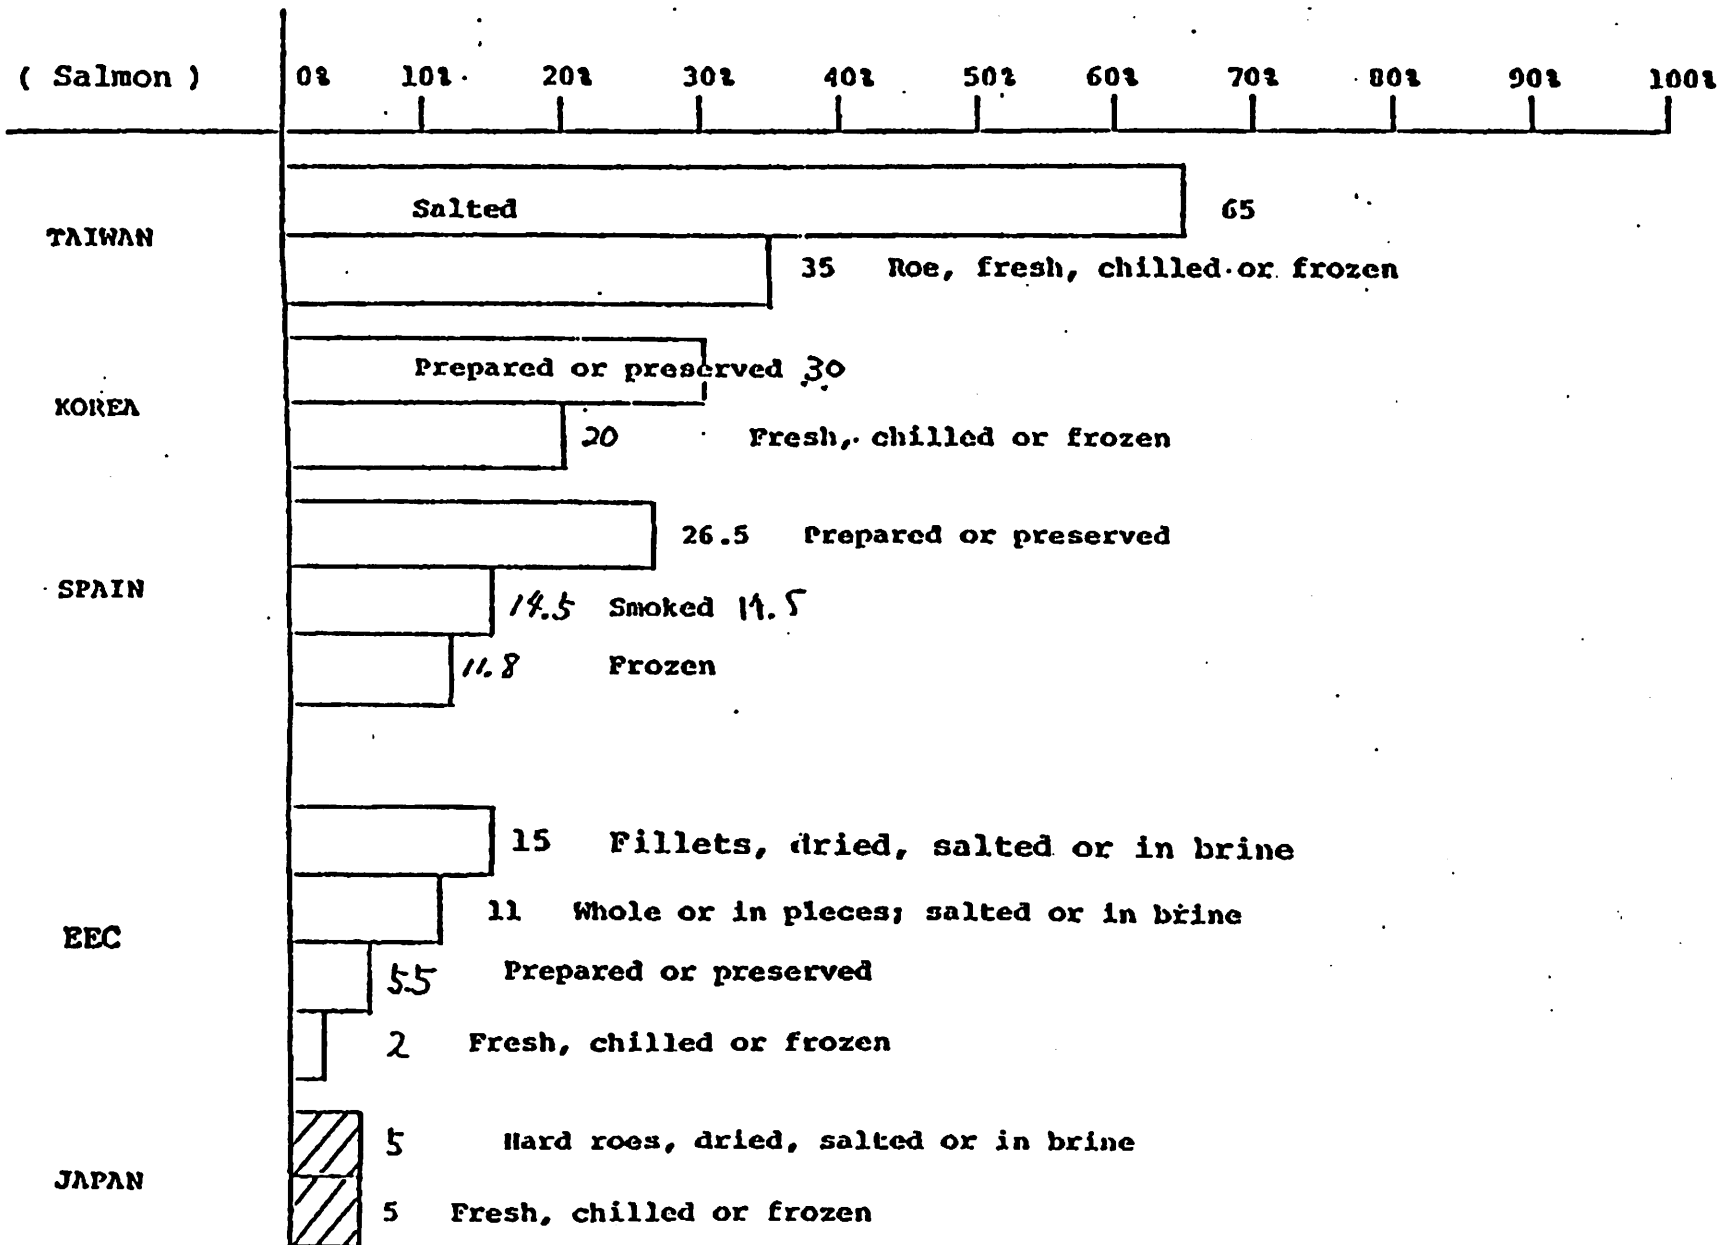 ( Salmon ) 0% 10% 20% 30% 40% 50% 60% 70% 80% 90% 100%
Salted 65
TAIWAN
35 Roe, fresh, chilled or frozen
Prepared or preserved 30
KOREA
20 Fresh, chilled or frozen
26.5 Prepared or preserved
SPAIN
14.5 Smoked 14.5
11.8 Frozen
15 Fillets, dried, salted or in brine
11 Whole or in pieces; salted or in brine
EEC
5.5 Prepared or preserved
2 Fresh, chilled or frozen
5 Hard roes, dried, salted or in brine
JAPAN
5 Fresh, chilled or frozen